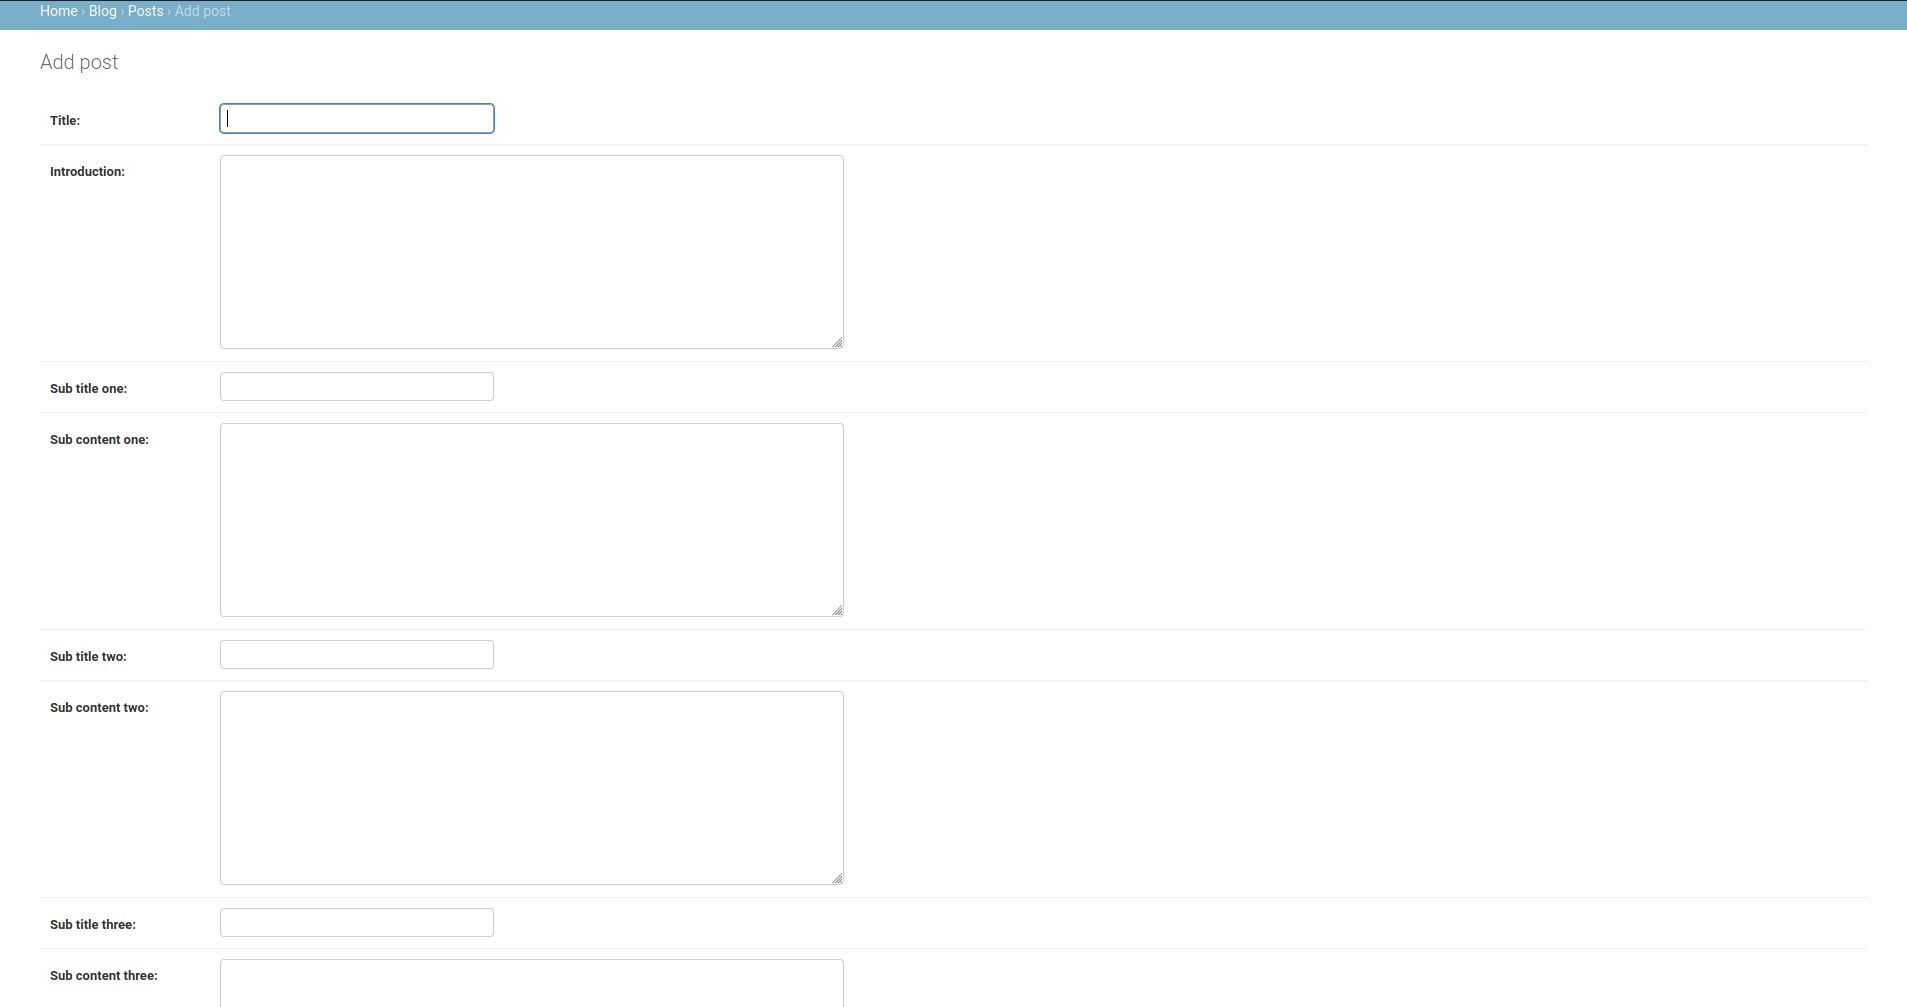 Home › Blog › Posts › Add post
Add post
Title:
Introduction:
Sub title one:
Sub content one:
Sub title two:
Sub content two:
Sub title three:
Sub content three: